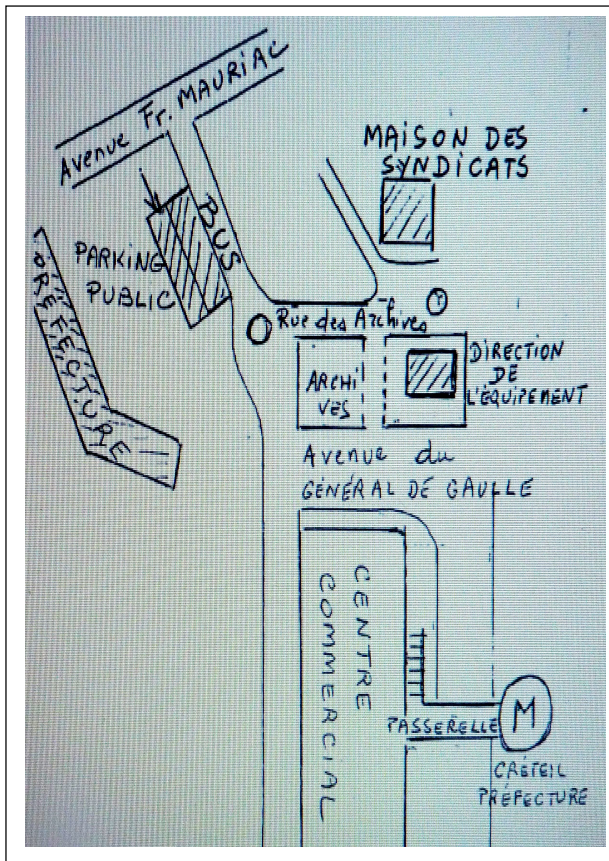 Avenue Fr. MAURIAC
MAISON DES
SYNDICATS
BUS
PARKING
PUBLIC
PRÉFECTURE
Rue des Archives
ARCHI
VES
DIRECTION
DE
L'ÉQUIPEMENT
Avenue du
GÉNÉRAL DE GAULLE
CENTRE
COMMERCIAL
PASSERELLE
M
CRÉTEIL
PRÉFECTURE